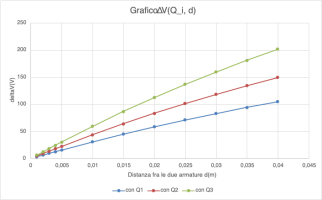 GraficoΔV(Q_i, d)
250
200
150
100
50
0
deltaV(V)
0 0,005 0,01 0,015 0,02 0,025 0,03 0,035 0,04 0,045
Distanza fra le due armature d(m)
con Q1 con Q2 con Q3